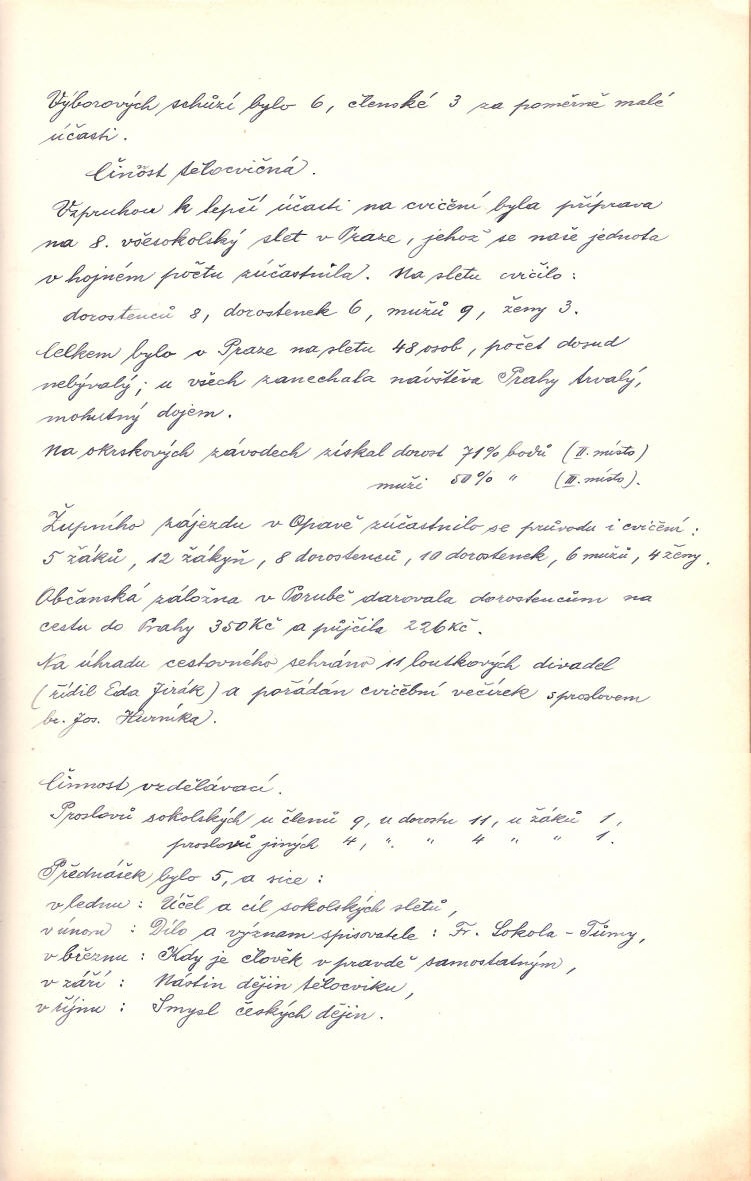 Výborových schůzí bylo 6, členské 3 za poměrně malé
účasti.
Činost tělocvičná.
Vzpruhou k lepší účasti na cvičení byla příprava
na 8. všesokolský slet v Praze, jehož se naše jednota
v hojném počtu zúčastnila. Na sletu cvičilo:
dorostenců 8, dorostenek 6, mužů 9, ženy 3.
Celkem bylo v Praze na sletu 48 osob, počet dosud
nebývalý; u všech zanechala návštěva Prahy trvalý,
mohutný dojem.
Na okrskových závodech získal dorost 71% bodů (II. místo)
muži 50% " (III. místo).
Župního zájezdu v Opavě zúčastnilo se průvodu i cvičení:
5 žáků, 12 žákyň, 8 dorostenců, 10 dorostenek, 6 mužů, 4 ženy.
Občanská záložna v Porubě darovala dorostencům na
cestu do Prahy 350 Kč a půjčila 226 Kč.
Na úhradu cestovného sehráno 11 loutkových divadel
(řídil Eda Jirák) a pořádán cvičební večírek s proslovem
br. Jos. Hurníka.
Činnost vzdělávací.
Proslovů sokolských u členů 9, u dorostu 11, u žáků 1,
proslovů jiných 4, " " 4 " " 1.
Přednášek bylo 5, a sice:
v lednu: Účel a cíl sokolských sletů,
v únoru: Dílo a význam spisovatele: Fr. Sokola-Tůmy,
v březnu: Kdy je člověk v pravdě samostatným,
v září: Nástin dějin tělocviku,
v říjnu: Smysl českých dějin.